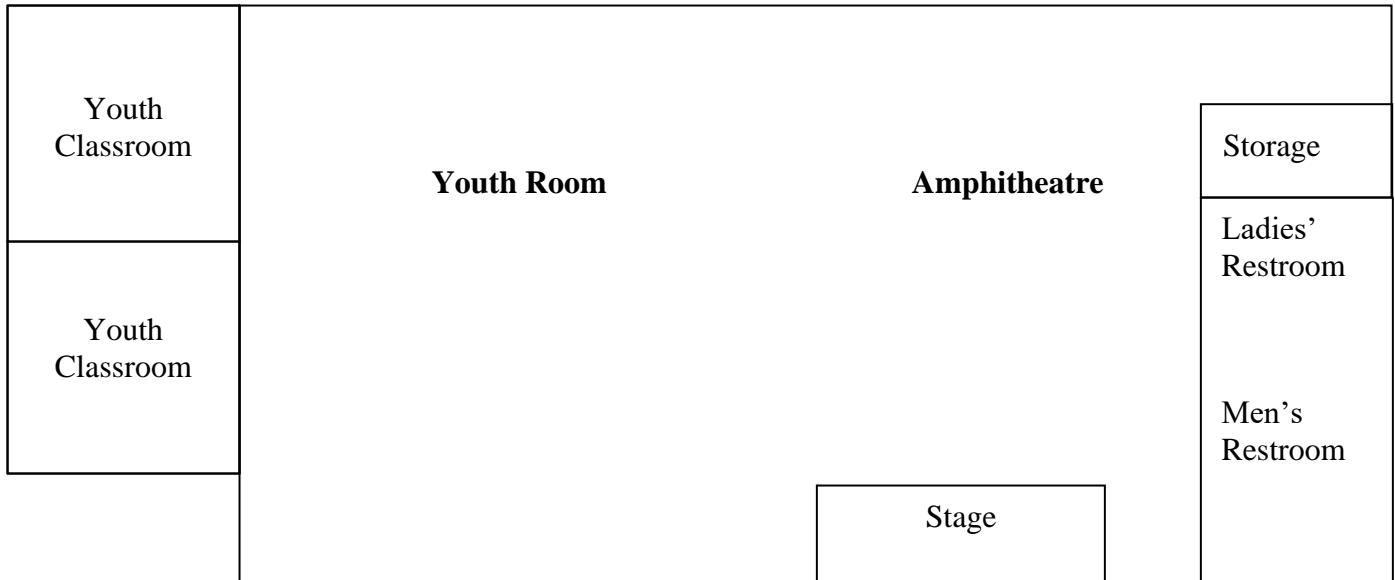 Youth
Classroom
Youth Room
Amphitheatre
Storage
Ladies’
Restroom
Youth
Classroom
Men’s
Restroom
Stage